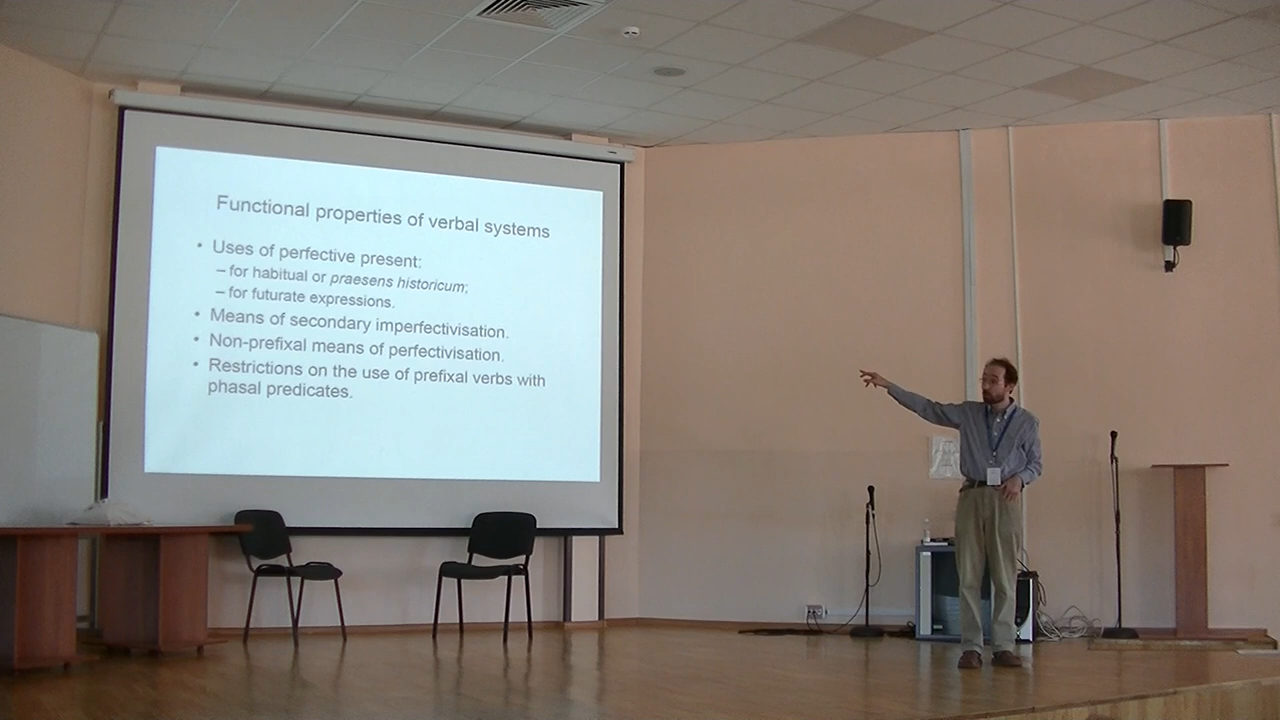 Functional properties of verbal systems
• Uses of perfective present:
– for habitual or praesens historicum;
– for futurate expressions.
• Means of secondary imperfectivisation.
• Non-prefixal means of perfectivisation.
• Restrictions on the use of prefixal verbs with
phasal predicates.